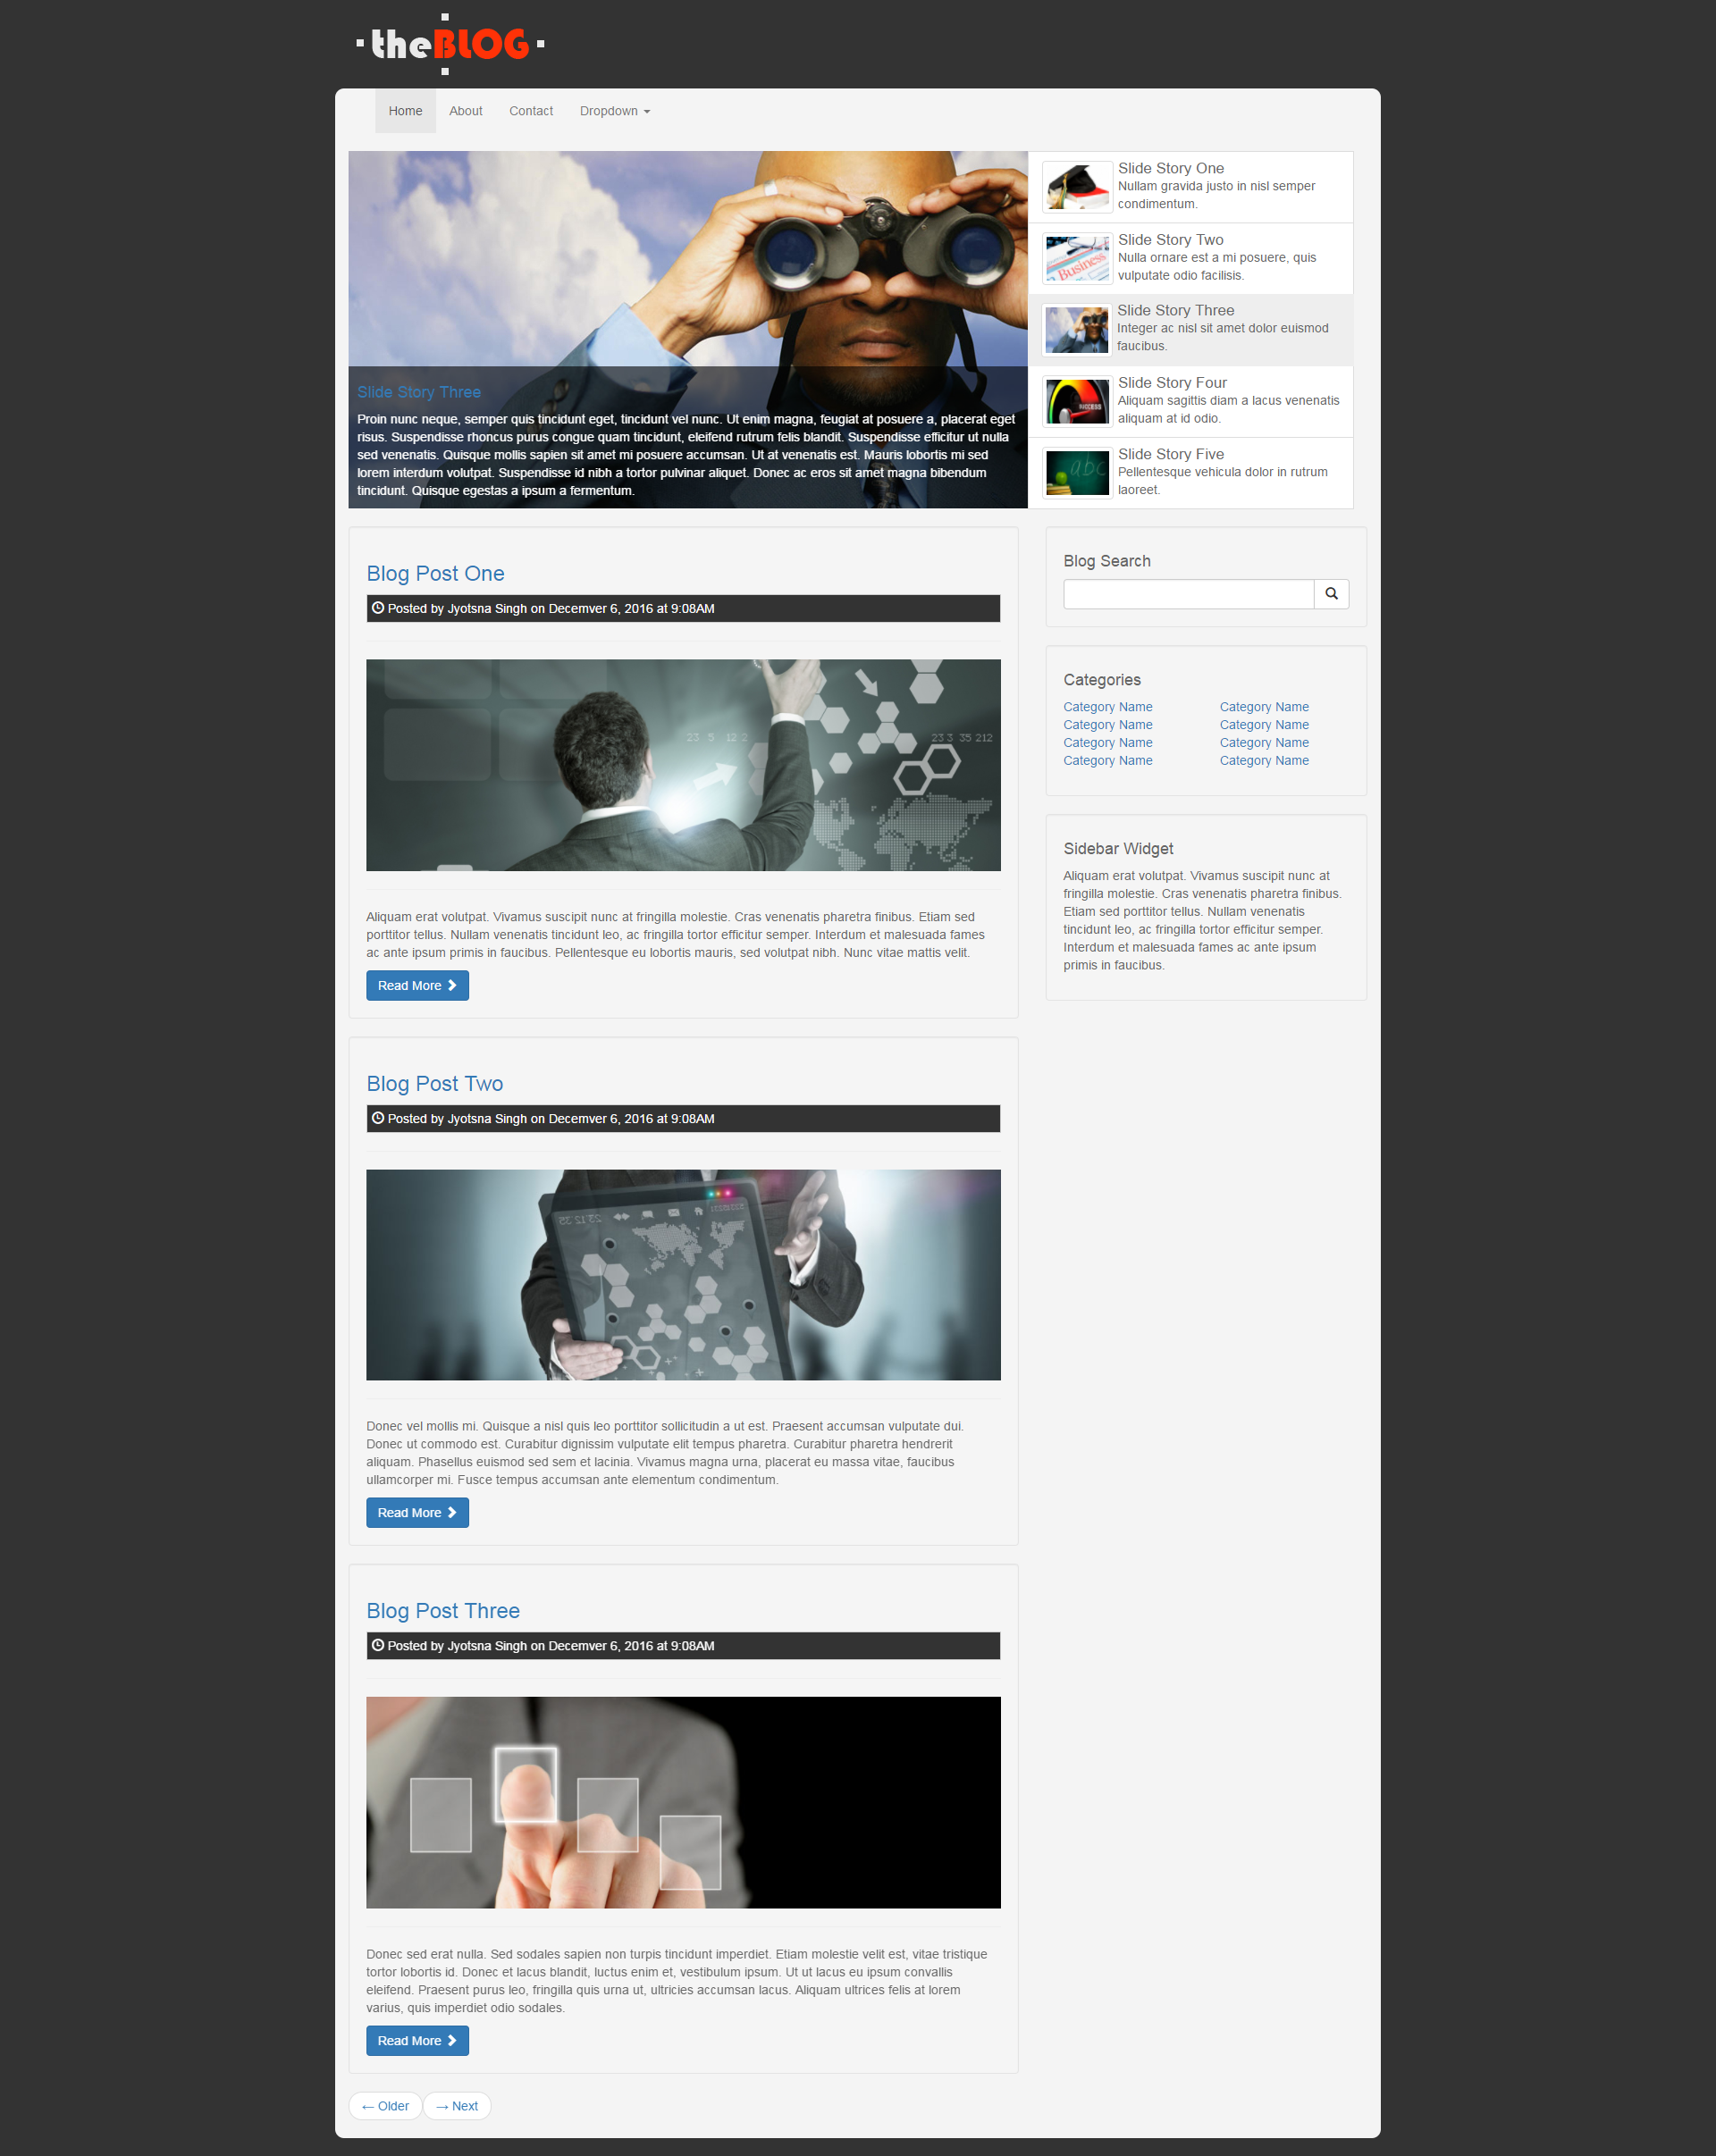 theBLOG
Home About Contact Dropdown
Slide Story One
Nullam gravida justo in nisl semper
condimentum.
Slide Story Two
Nulla ornare est a mi posuere, quis
vulputate odio facilisis.
Business
Slide Story Three
Integer ac nisl sit amet dolor euismod
faucibus.
Slide Story Four
Aliquam sagittis diam a lacus venenatis
aliquam at id odio.
SUCCESS
Slide Story Five
Pellentesque vehicula dolor in rutrum
laoreet.
abc
Slide Story Three
Proin nunc neque, semper quis tincidunt eget, tincidunt vel nunc. Ut enim magna, feugiat at posuere a, placerat eget
risus. Suspendisse rhoncus purus congue quam tincidunt, eleifend rutrum felis blandit. Suspendisse efficitur ut nulla
sed venenatis. Quisque mollis sapien sit amet mi posuere accumsan. Ut at venenatis est. Mauris lobortis mi sed
lorem interdum volutpat. Suspendisse id nibh a tortor pulvinar aliquet. Donec ac eros sit amet magna bibendum
tincidunt. Quisque egestas a ipsum a fermentum.
Blog Post One
Posted by Jyotsna Singh on Decemver 6, 2016 at 9:08AM
23 5 12 2
23 3 35 212
Aliquam erat volutpat. Vivamus suscipit nunc at fringilla molestie. Cras venenatis pharetra finibus. Etiam sed
porttitor tellus. Nullam venenatis tincidunt leo, ac fringilla tortor efficitur semper. Interdum et malesuada fames
ac ante ipsum primis in faucibus. Pellentesque eu lobortis mauris, sed volutpat nibh. Nunc vitae mattis velit.
Read More
Blog Post Two
Posted by Jyotsna Singh on Decemver 6, 2016 at 9:08AM
Donec vel mollis mi. Quisque a nisl quis leo porttitor sollicitudin a ut est. Praesent accumsan vulputate dui.
Donec ut commodo est. Curabitur dignissim vulputate elit tempus pharetra. Curabitur pharetra hendrerit
aliquam. Phasellus euismod sed sem et lacinia. Vivamus magna urna, placerat eu massa vitae, faucibus
ullamcorper mi. Fusce tempus accumsan ante elementum condimentum.
Read More
Blog Post Three
Posted by Jyotsna Singh on Decemver 6, 2016 at 9:08AM
Donec sed erat nulla. Sed sodales sapien non turpis tincidunt imperdiet. Etiam molestie velit est, vitae tristique
tortor lobortis id. Donec et lacus blandit, luctus enim et, vestibulum ipsum. Ut ut lacus eu ipsum convallis
eleifend. Praesent purus leo, fringilla quis urna ut, ultricies accumsan lacus. Aliquam ultrices felis at lorem
varius, quis imperdiet odio sodales.
Read More
← Older → Next
Blog Search
Categories
Category Name Category Name
Category Name Category Name
Category Name Category Name
Category Name Category Name
Sidebar Widget
Aliquam erat volutpat. Vivamus suscipit nunc at
fringilla molestie. Cras venenatis pharetra finibus.
Etiam sed porttitor tellus. Nullam venenatis
tincidunt leo, ac fringilla tortor efficitur semper.
Interdum et malesuada fames ac ante ipsum
primis in faucibus.